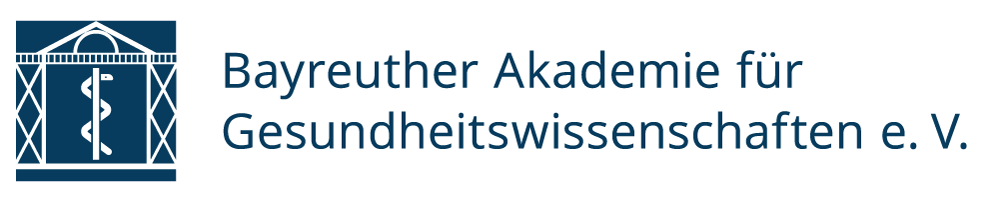 Bayreuther Akademie für
Gesundheitswissenschaften e. V.